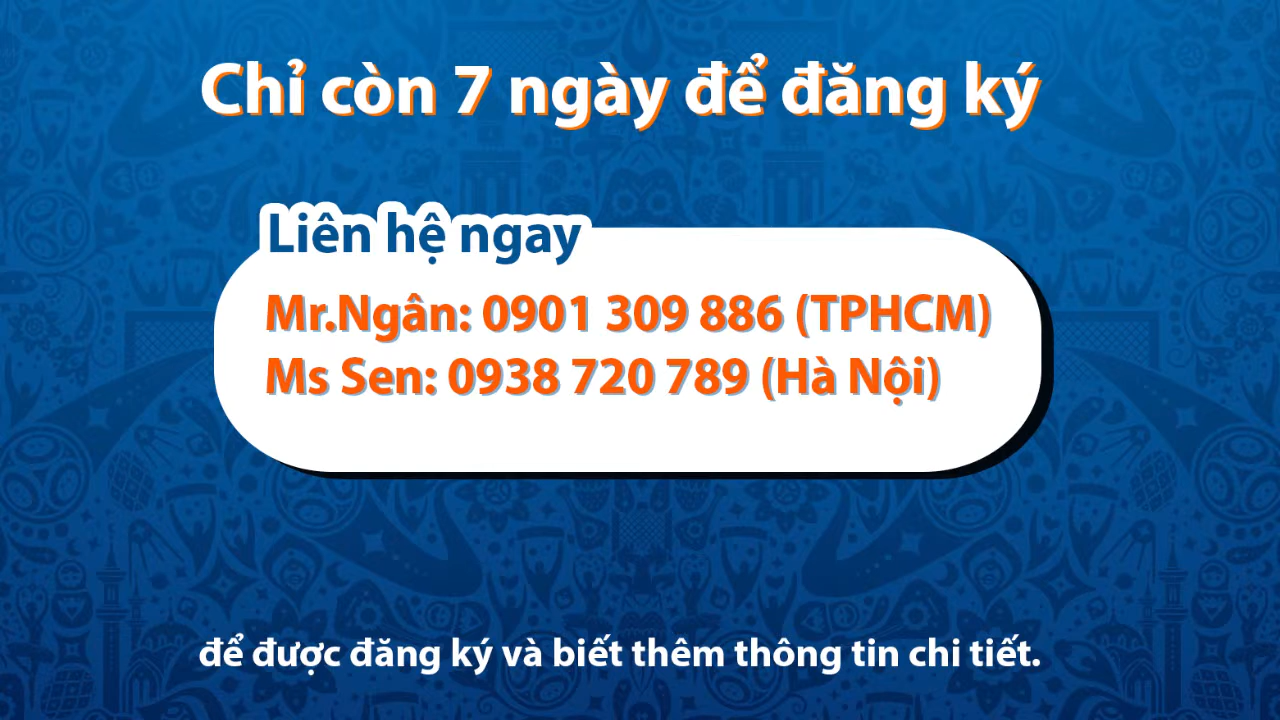 Chỉ còn 7 ngày để đăng ký
Liên hệ ngay
Mr.Ngân: 0901 309 886 (TPHCM)
Ms Sen: 0938 720 789 (Hà Nội)
để được đăng ký và biết thêm thông tin chi tiết.